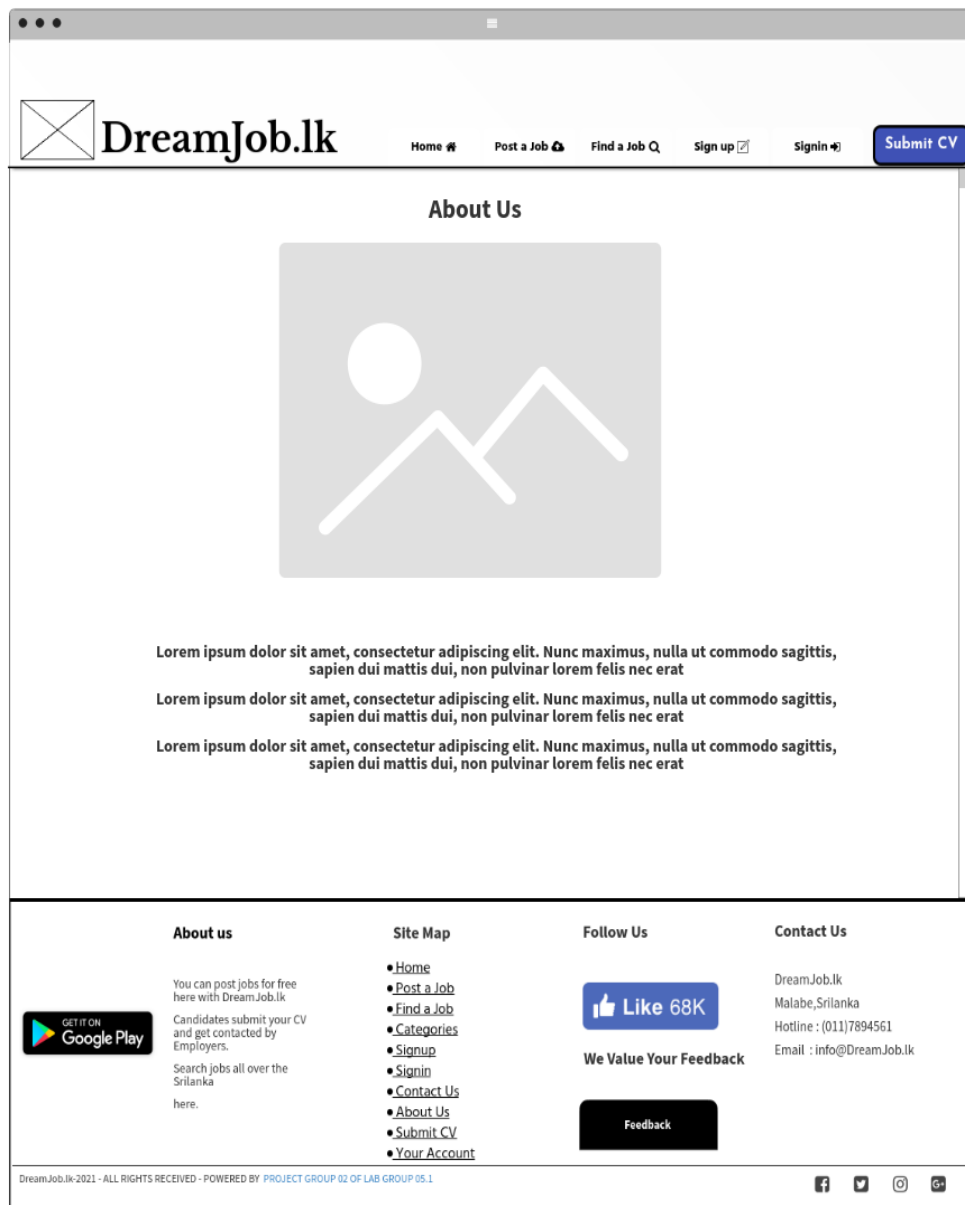 DreamJob.lk
Home
Post a Job
Find a Job
Sign up
Signin
Submit CV
About Us
Lorem ipsum dolor sit amet, consectetur adipiscing elit. Nunc maximus, nulla ut commodo sagittis,
sapien dui mattis dui, non pulvinar lorem felis nec erat
Lorem ipsum dolor sit amet, consectetur adipiscing elit. Nunc maximus, nulla ut commodo sagittis,
sapien dui mattis dui, non pulvinar lorem felis nec erat
Lorem ipsum dolor sit amet, consectetur adipiscing elit. Nunc maximus, nulla ut commodo sagittis,
sapien dui mattis dui, non pulvinar lorem felis nec erat
GET IT ON
Google Play
About us
You can post jobs for free
here with DreamJob.lk
Candidates submit your CV
and get contacted by
Employers.
Search jobs all over the
Srilanka
here.
Site Map
Home
Post a Job
Find a Job
Categories
Signup
Signin
Contact Us
About Us
Submit CV
Your Account
Follow Us
Like 68K
We Value Your Feedback
Feedback
Contact Us
DreamJob.lk
Malabe,Srilanka
Hotline : (011)7894561
Email : info@DreamJob.lk
DreamJob.lk-2021 - ALL RIGHTS RECEIVED - POWERED BY PROJECT GROUP 02 OF LAB GROUP 05.1
G+